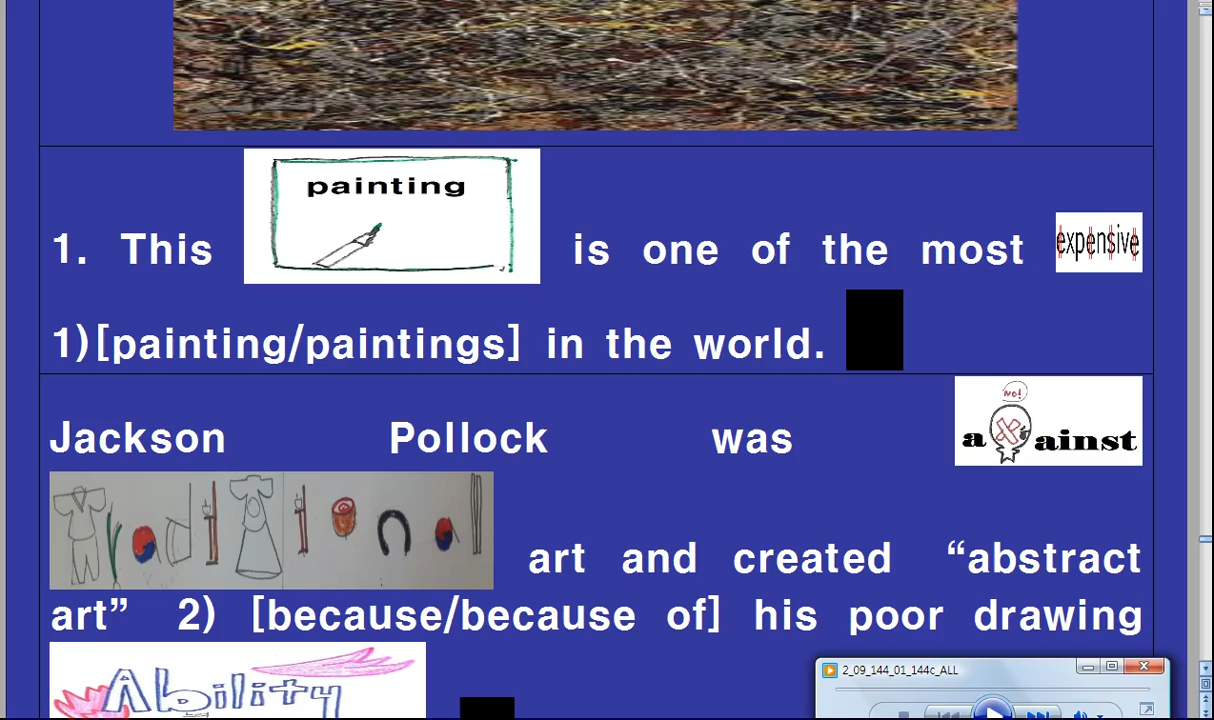 1. This painting is one of the most expensive
1)[painting/paintings] in the world.
Jackson Pollock was against
traditional art and created “abstract
art” 2) [because/because of] his poor drawing
Ability
2_09_144_01_144c_ALL